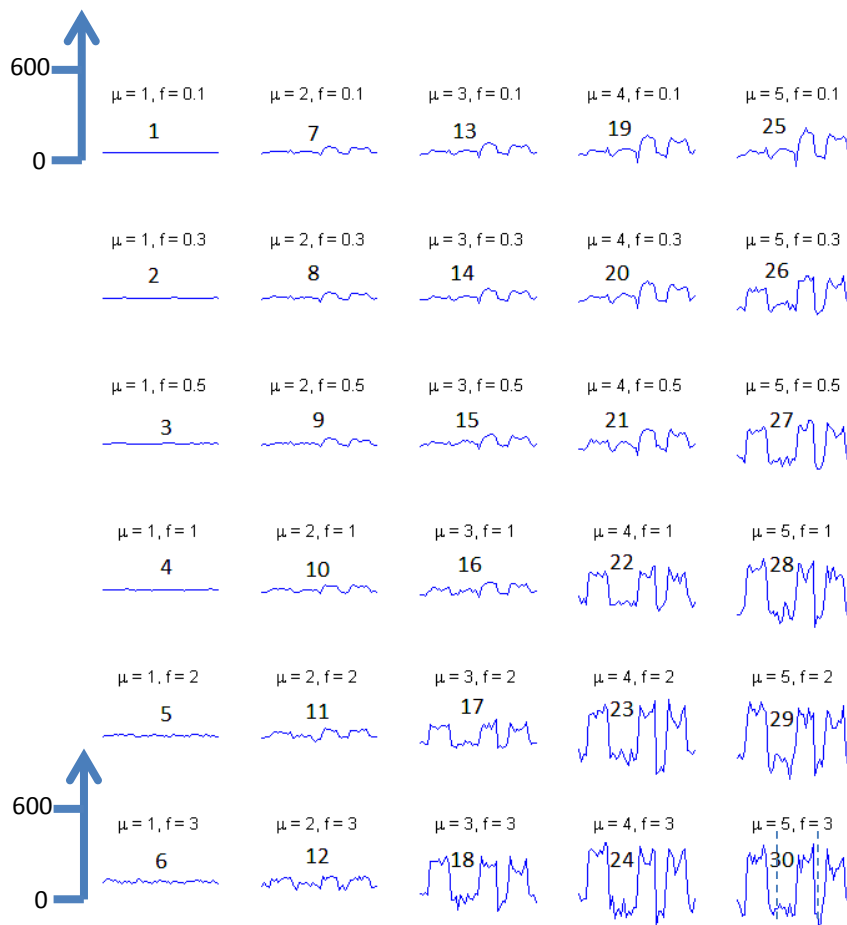 600
μ = 1, f = 0.1 μ = 2, f = 0.1 μ = 3, f = 0.1 μ = 4, f = 0.1 μ = 5, f = 0.1
1 7 13 19 25
0
μ = 1, f = 0.3 μ = 2, f = 0.3 μ = 3, f = 0.3 μ = 4, f = 0.3 μ = 5, f = 0.3
2 8 14 20 26
μ = 1, f = 0.5 μ = 2, f = 0.5 μ = 3, f = 0.5 μ = 4, f = 0.5 μ = 5, f = 0.5
3 9 15 21 27
μ = 1, f = 1 μ = 2, f = 1 μ = 3, f = 1 μ = 4, f = 1 μ = 5, f = 1
4 10 16 22 28
μ = 1, f = 2 μ = 2, f = 2 μ = 3, f = 2 μ = 4, f = 2 μ = 5, f = 2
5 11 17 23 29
600
μ = 1, f = 3 μ = 2, f = 3 μ = 3, f = 3 μ = 4, f = 3 μ = 5, f = 3
6 12 18 24 30
0